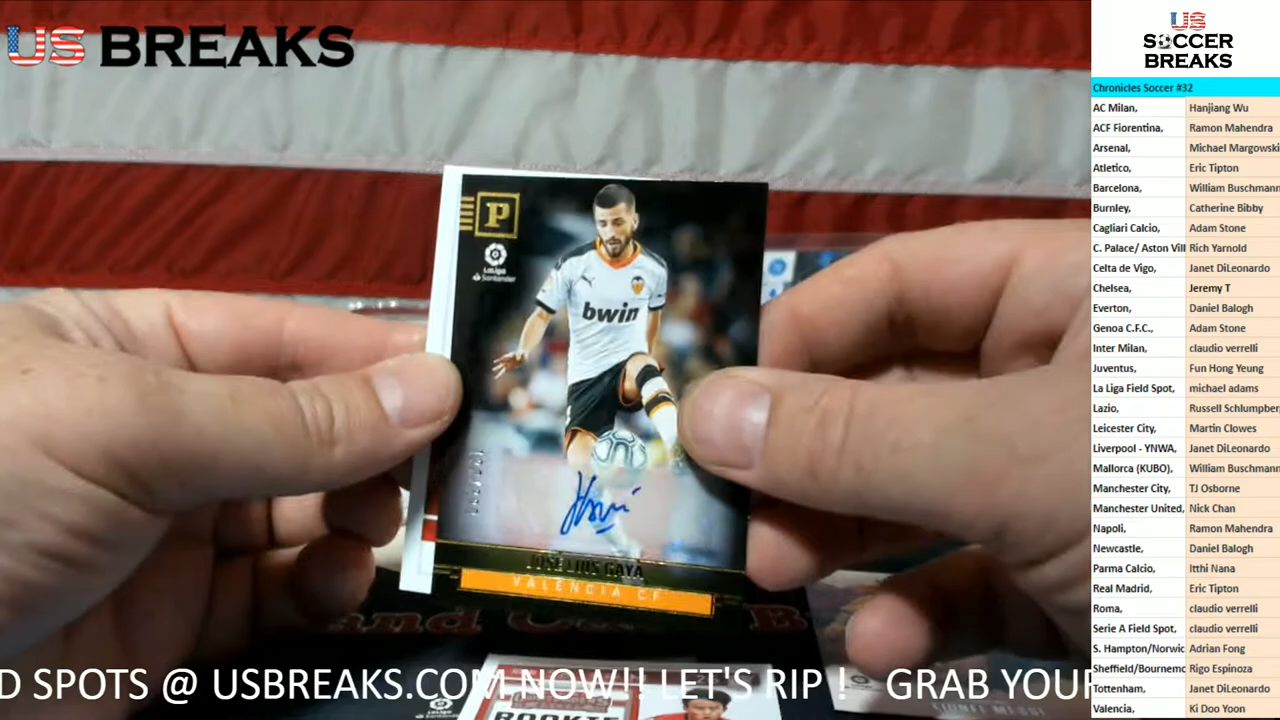 US BREAKS
P
LaLiga
Santander
bwin
JOSE LUIS GAYA
VALENCIA CF
LaLiga
ROOKIE
LIONEL MESSI
D SPOTS @ USBREAKS.COM NOW!! LET'S RIP ! GRAB YOUR
US
SOCCER
BREAKS
Chronicles Soccer #32
AC Milan, Hanjiang Wu
ACF Fiorentina, Ramon Mahendra
Arsenal, Michael Margowski
Atletico, Eric Tipton
Barcelona, William Buschmann
Burnley, Catherine Bibby
Cagliari Calcio, Adam Stone
C. Palace/ Aston Vill Rich Yarnold
Celta de Vigo, Janet DiLeonardo
Chelsea, Jeremy T
Everton, Daniel Balogh
Genoa C.F.C., Adam Stone
Inter Milan, claudio verrelli
Juventus, Fun Hong Yeung
La Liga Field Spot, michael adams
Lazio, Russell Schlumper
Leicester City, Martin Clowes
Liverpool - YNWA, Janet DiLeonardo
Mallorca (KUBO), William Buschmann
Manchester City, TJ Osborne
Manchester United, Nick Chan
Napoli, Ramon Mahendra
Newcastle, Daniel Balogh
Parma Calcio, Itthi Nana
Real Madrid, Eric Tipton
Roma, claudio verrelli
Serie A Field Spot, claudio verrelli
S. Hampton/Norwic Adrian Fong
Sheffield/Bournemo Rigo Espinoza
Tottenham, Janet DiLeonardo
Valencia, Ki Doo Yoon